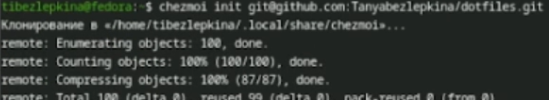 tibezlepkina@fedora:~$ chezmoi init git@github.com:Tanyabezlepkina/dotfiles.git
Клонирование в «/home/tibezlepkina/.local/share/chezmoi»...
remote: Enumerating objects: 100, done.
remote: Counting objects: 100% (100/100), done.
remote: Compressing objects: 100% (87/87), done.
remote: Total 100 (delta 0), reused 99 (delta 0), pack-reused 0 (from 0)